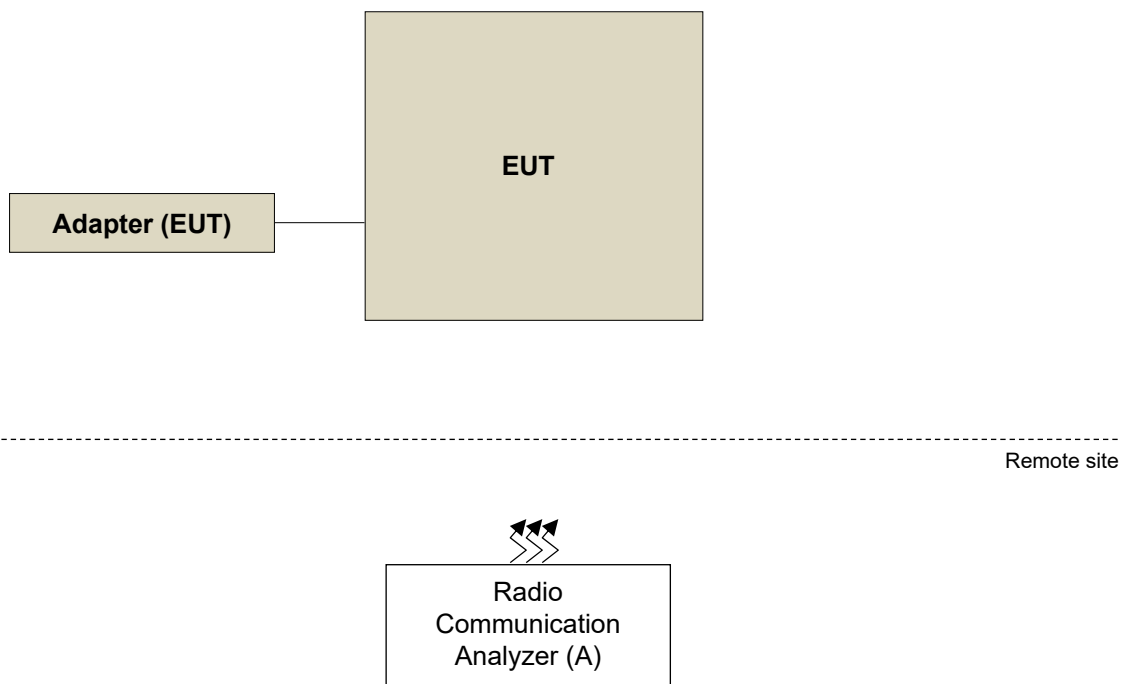 EUT
Adapter (EUT)
Remote site
Radio
Communication
Analyzer (A)